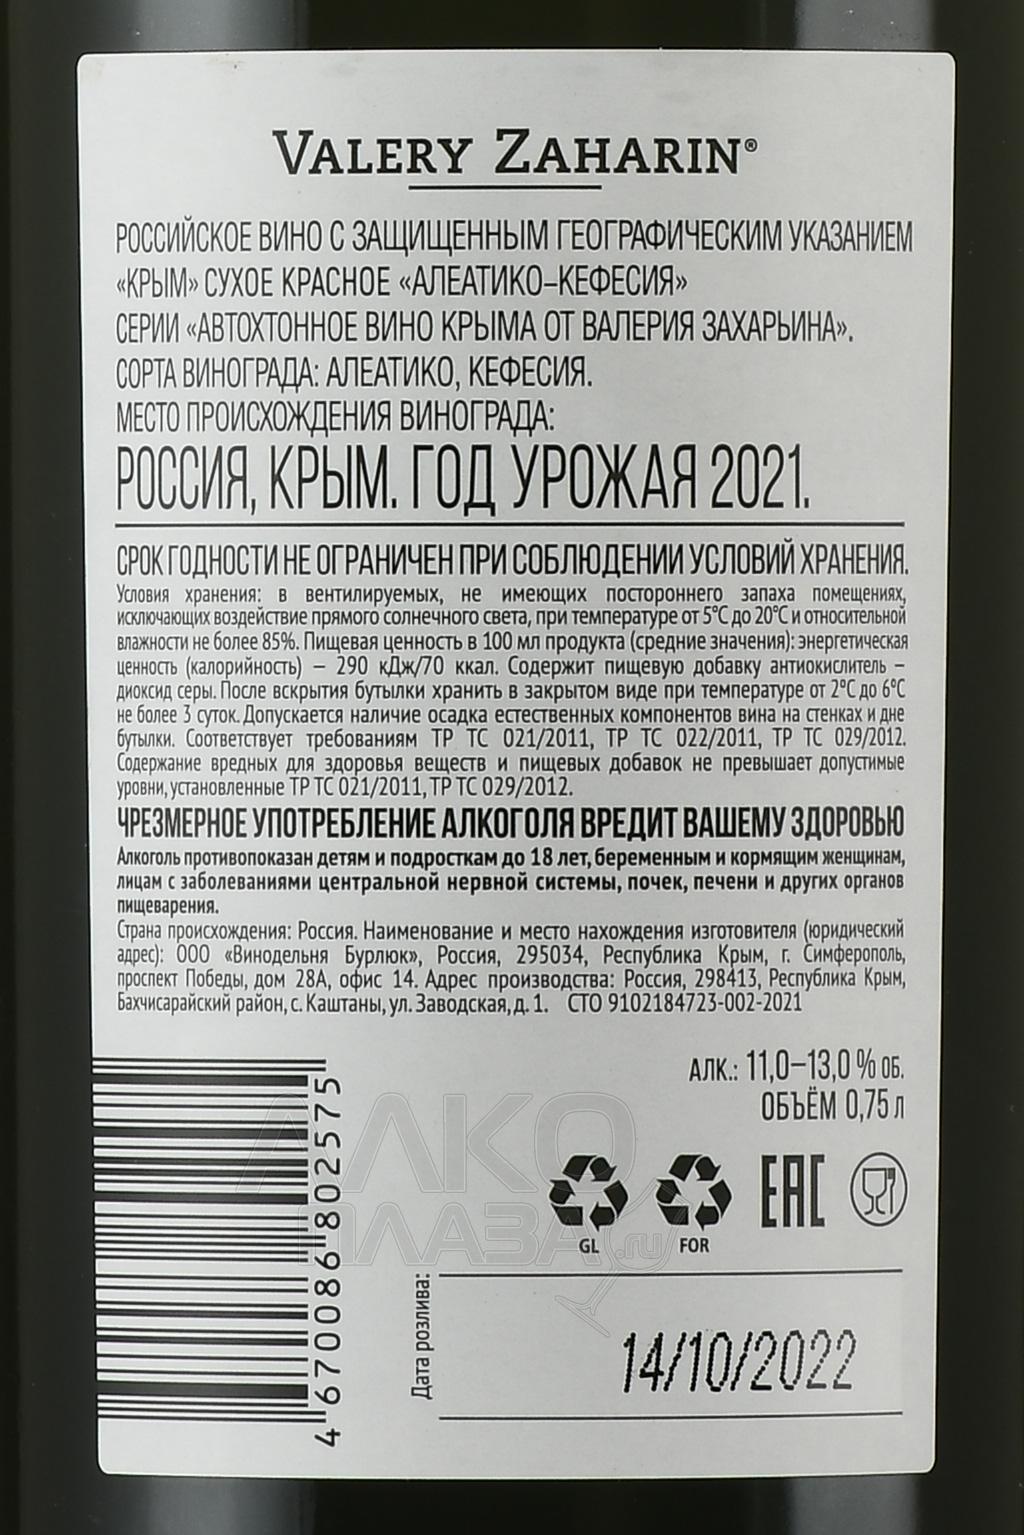 VALERY ZAHARIN®
РОССИЙСКОЕ ВИНО С ЗАЩИЩЕННЫМ ГЕОГРАФИЧЕСКИМ УКАЗАНИЕМ
«КРЫМ» СУХОЕ КРАСНОЕ «АЛЕАТИКО-КЕФЕСИЯ»
СЕРИИ «АВТОХТОННОЕ ВИНО КРЫМА ОТ ВАЛЕРИЯ ЗАХАРЬИНА».
СОРТА ВИНОГРАДА: АЛЕАТИКО, КЕФЕСИЯ.
МЕСТО ПРОИСХОЖДЕНИЯ ВИНОГРАДА:
РОССИЯ, КРЫМ. ГОД УРОЖАЯ 2021.
СРОК ГОДНОСТИ НЕ ОГРАНИЧЕН ПРИ СОБЛЮДЕНИИ УСЛОВИЙ ХРАНЕНИЯ.
Условия хранения: в вентилируемых, не имеющих постороннего запаха помещениях,
исключающих воздействие прямого солнечного света, при температуре от 5°С до 20°С и относительной
влажности не более 85%. Пищевая ценность в 100 мл продукта (средние значения): энергетическая
ценность (калорийность) – 290 кДж/70 ккал. Содержит пищевую добавку антиокислитель –
диоксид серы. После вскрытия бутылки хранить в закрытом виде при температуре от 2°С до 6°С
не более 3 суток. Допускается наличие осадка естественных компонентов вина на стенках и дне
бутылки. Соответствует требованиям ТР ТС 021/2011, ТР ТС 022/2011, ТР ТС 029/2012.
Содержание вредных для здоровья веществ и пищевых добавок не превышает допустимые
уровни, установленные ТР ТС 021/2011, ТР ТС 029/2012.
ЧРЕЗМЕРНОЕ УПОТРЕБЛЕНИЕ АЛКОГОЛЯ ВРЕДИТ ВАШЕМУ ЗДОРОВЬЮ
Алкоголь противопоказан детям и подросткам до 18 лет, беременным и кормящим женщинам,
лицам с заболеваниями центральной нервной системы, почек, печени и других органов
пищеварения.
Страна происхождения: Россия. Наименование и место нахождения изготовителя (юридический
адрес): ООО «Винодельня Бурлюк», Россия, 295034, Республика Крым, г. Симферополь,
проспект Победы, дом 28А, офис 14. Адрес производства: Россия, 298413, Республика Крым,
Бахчисарайский район, с. Каштаны, ул. Заводская, д. 1. СТО 9102184723-002-2021
АЛК.: 11,0–13,0 % ОБ.
ОБЪЁМ 0,75 Л
4 670086 802575
GL
FOR
EAC
АЛКО
ПЛАЗА.ru
Дата розлива:
14/10/2022